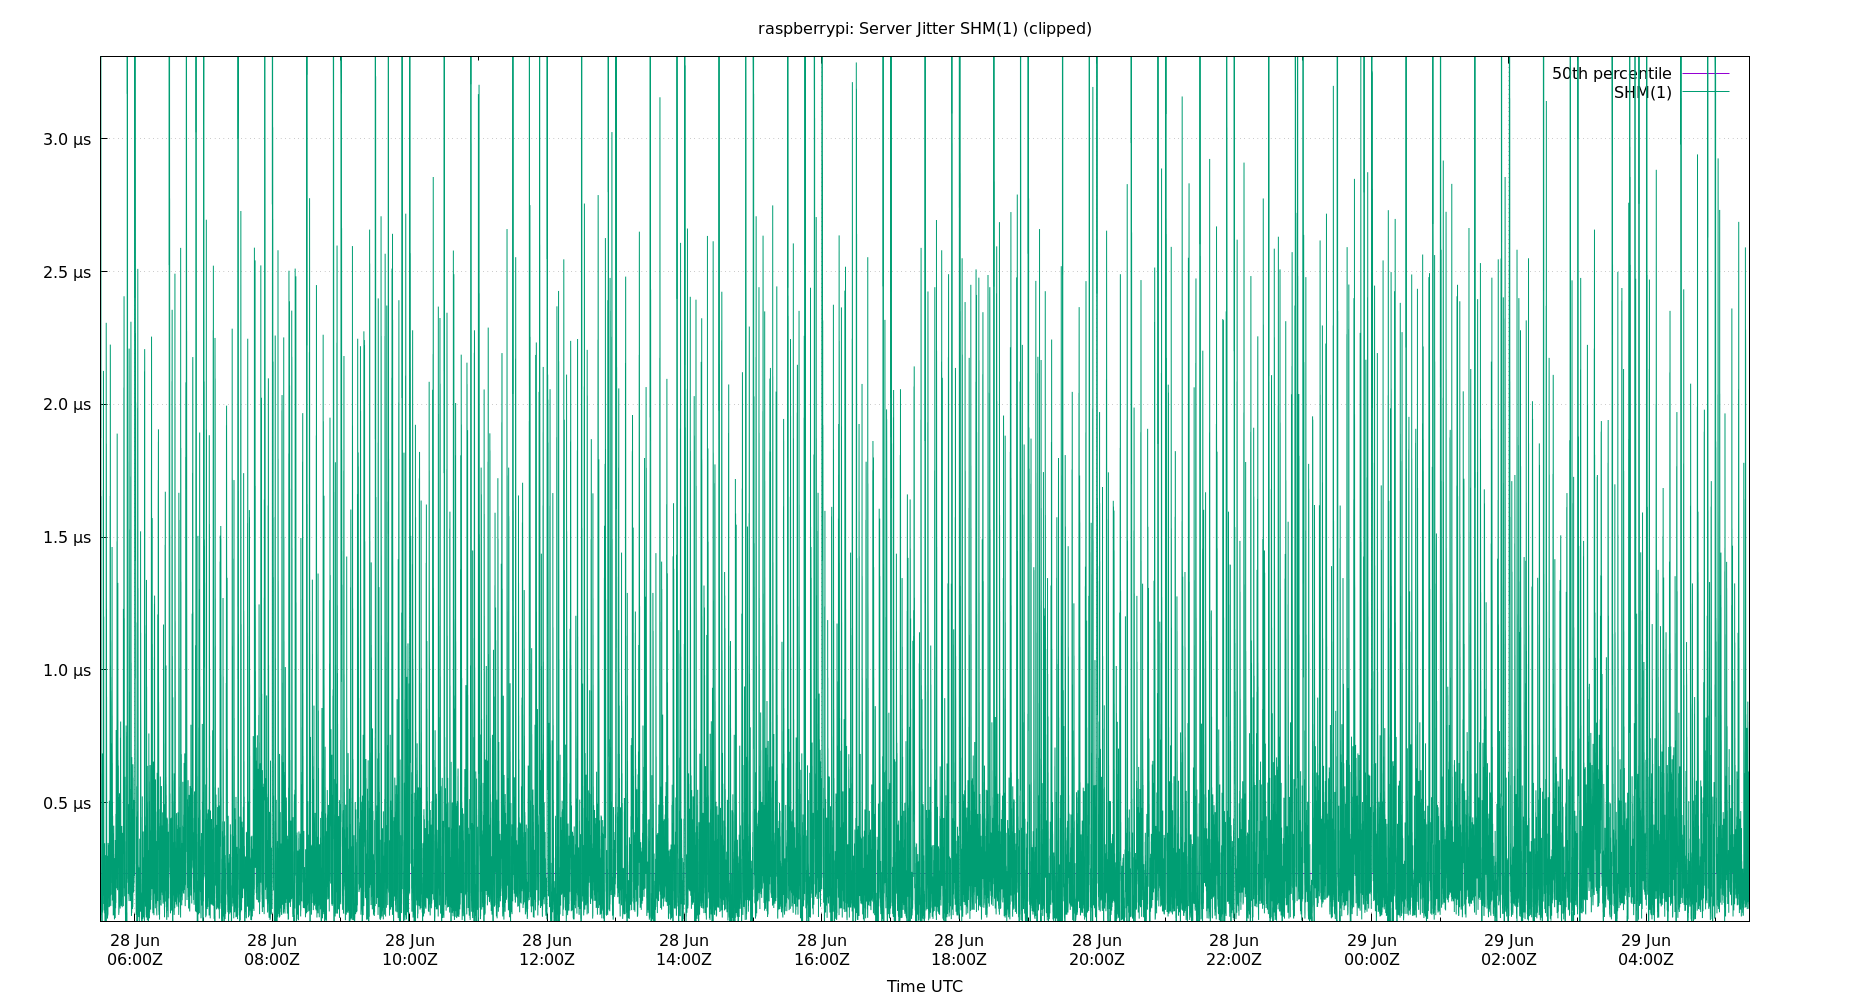 raspberrypi: Server Jitter SHM(1) (clipped)
50th percentile
SHM(1)
3.0 µs
2.5 µs
2.0 µs
1.5 µs
1.0 µs
0.5 µs
28 Jun 28 Jun 28 Jun 28 Jun 28 Jun 28 Jun 28 Jun 28 Jun 28 Jun 29 Jun 29 Jun 29 Jun
06:00Z 08:00Z 10:00Z 12:00Z 14:00Z 16:00Z 18:00Z 20:00Z 22:00Z 00:00Z 02:00Z 04:00Z
Time UTC